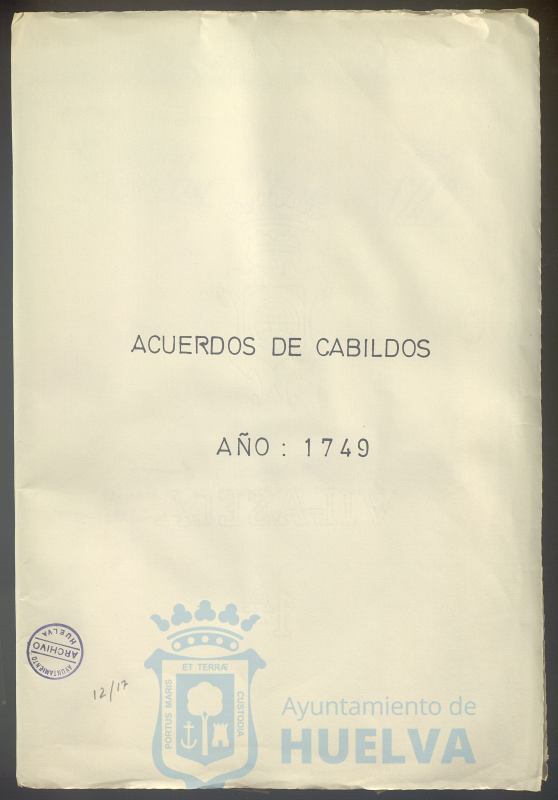 ACUERDOS DE CABILDOS
AÑO: 1749
AYUNTAMIENTO
ARCHIVO
HUELVA
12/17
PORTUS MARIS
ET TERRÆ
CUSTODIA
Ayuntamiento de
HUELVA